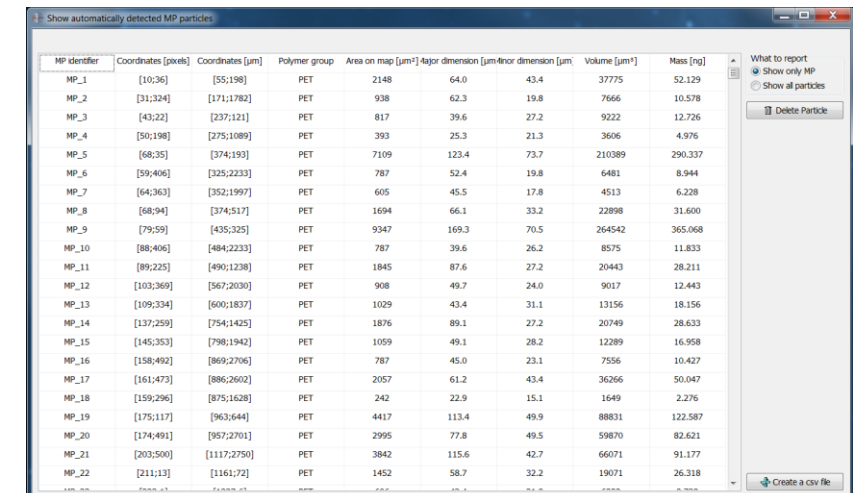 Show automatically detected MP particles
MP identifier Coordinates [pixels] Coordinates [µm] Polymer group Area on map [µm²] Major dimension [µm Minor dimension [µm] Volume [µm³] Mass [ng]
MP_1 [10;36] [55;198] PET 2148 64.0 43.4 37775 52.129
MP_2 [31;324] [171;1782] PET 938 62.3 19.8 7666 10.578
MP_3 [43;22] [237;121] PET 817 39.6 27.2 9222 12.726
MP_4 [50;198] [275;1089] PET 393 25.3 21.3 3606 4.976
MP_5 [68;35] [374;193] PET 7109 123.4 73.7 210389 290.337
MP_6 [59;406] [325;2233] PET 787 52.4 19.8 6481 8.944
MP_7 [64;363] [352;1997] PET 605 45.5 17.8 4513 6.228
MP_8 [68;94] [374;517] PET 1694 66.1 33.2 22898 31.600
MP_9 [79;59] [435;325] PET 9347 169.3 70.5 264542 365.068
MP_10 [88;406] [484;2233] PET 787 39.6 26.2 8575 11.833
MP_11 [89;225] [490;1238] PET 1845 87.6 27.2 20443 28.211
MP_12 [103;369] [567;2030] PET 908 49.7 24.0 9017 12.443
MP_13 [109;334] [600;1837] PET 1029 43.4 31.1 13156 18.156
MP_14 [137;259] [754;1425] PET 1876 89.1 27.2 20749 28.633
MP_15 [145;353] [798;1942] PET 1059 49.1 28.2 12289 16.958
MP_16 [158;492] [869;2706] PET 787 45.0 23.1 7556 10.427
MP_17 [161;473] [886;2602] PET 2057 61.2 43.4 36266 50.047
MP_18 [159;296] [875;1628] PET 242 22.9 15.1 1649 2.276
MP_19 [175;117] [963;644] PET 4417 113.4 49.9 88831 122.587
MP_20 [174;491] [957;2701] PET 2995 77.8 49.5 59870 82.621
MP_21 [203;500] [1117;2750] PET 3842 115.6 42.7 66071 91.177
MP_22 [211;13] [1161;72] PET 1452 58.7 32.2 19071 26.318
What to report
Show only MP
Show all particles
Delete Particle
Create a csv file